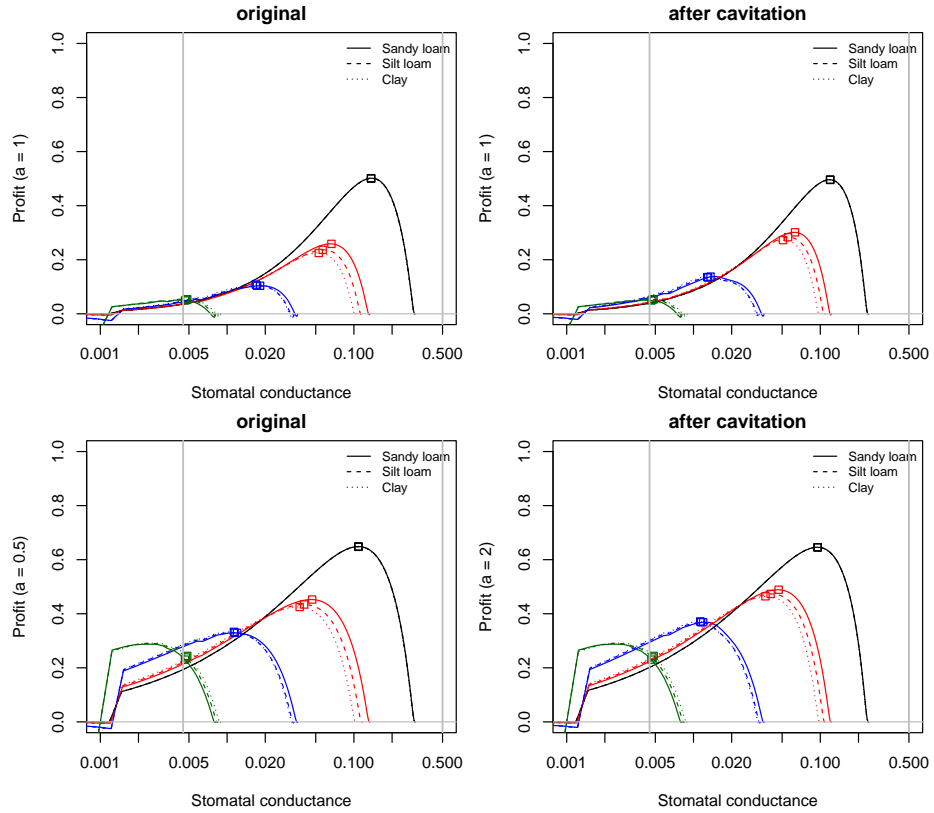 original
Profit (a = 1)
0.0 0.2 0.4 0.6 0.8 1.0
Sandy loam
Silt loam
Clay
0.001 0.005 0.020 0.100 0.500
Stomatal conductance
after cavitation
Profit (a = 1)
0.0 0.2 0.4 0.6 0.8 1.0
Sandy loam
Silt loam
Clay
0.001 0.005 0.020 0.100 0.500
Stomatal conductance
original
Profit (a = 0.5)
0.0 0.2 0.4 0.6 0.8 1.0
Sandy loam
Silt loam
Clay
0.001 0.005 0.020 0.100 0.500
Stomatal conductance
after cavitation
Profit (a = 2)
0.0 0.2 0.4 0.6 0.8 1.0
Sandy loam
Silt loam
Clay
0.001 0.005 0.020 0.100 0.500
Stomatal conductance